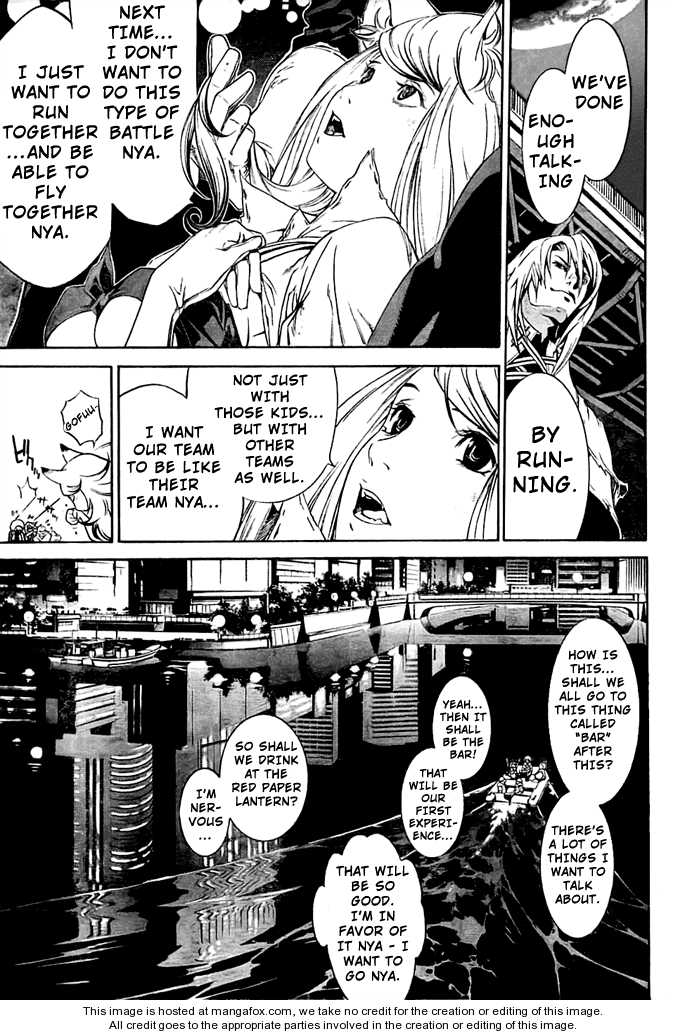 WE'VE
DONE
ENO-
UGH
TALK-
ING
BY
RUN-
NING.
NEXT
TIME...
I DON'T
WANT TO
DO THIS
TYPE OF
BATTLE
NYA.
I JUST
WANT TO
RUN
TOGETHER
...AND BE
ABLE TO
FLY
TOGETHER
NYA.
NOT JUST
WITH
THOSE KIDS...
BUT WITH
OTHER
TEAMS
AS WELL.
I WANT
OUR TEAM
TO BE LIKE
THEIR
TEAM NYA...
GOFUU-
HOW IS
THIS...
SHALL WE
ALL GO TO
THIS THING
CALLED
"BAR"
AFTER
THIS?
THERE'S
A LOT OF
THINGS I
WANT TO
TALK
ABOUT.
YEAH...
THEN IT
SHALL
BE THE
BAR!
THAT
WILL BE
OUR
FIRST
EXPERI-
ENCE...
THAT WILL
BE SO
GOOD.
I'M IN
FAVOR OF
IT NYA - I
WANT TO
GO NYA.
SO SHALL
WE DRINK
AT THE
RED PAPER
LANTERN?
I'M
NER-
VOUS
...
This image is hosted at mangafox.com, we take no credit for the creation or editing of this image.
All credit goes to the appropriate parties involved in the creation or editing of this image.